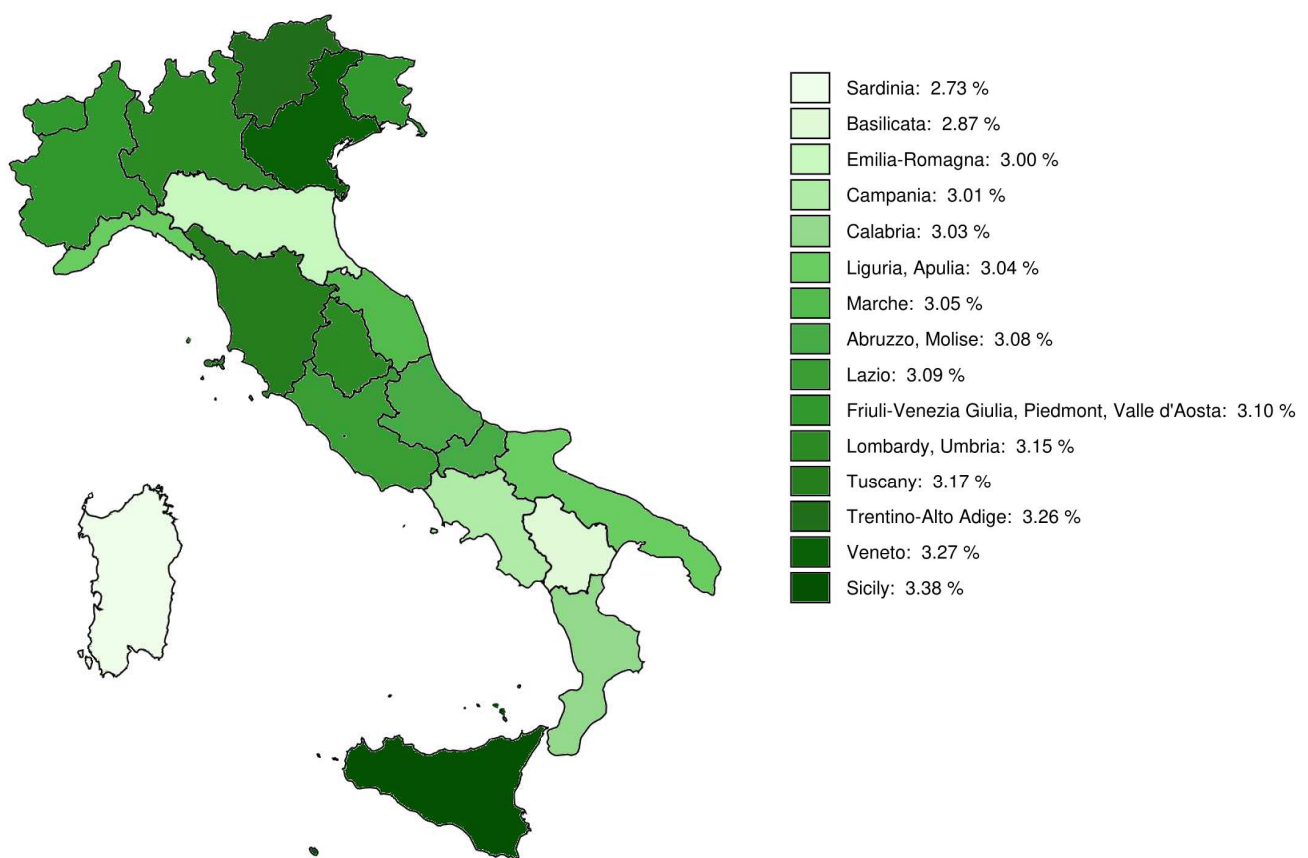 Sardinia: 2.73 %
Basilicata: 2.87 %
Emilia-Romagna: 3.00 %
Campania: 3.01 %
Calabria: 3.03 %
Liguria, Apulia: 3.04 %
Marche: 3.05 %
Abruzzo, Molise: 3.08 %
Lazio: 3.09 %
Friuli-Venezia Giulia, Piedmont, Valle d'Aosta: 3.10 %
Lombardy, Umbria: 3.15 %
Tuscany: 3.17 %
Trentino-Alto Adige: 3.26 %
Veneto: 3.27 %
Sicily: 3.38 %